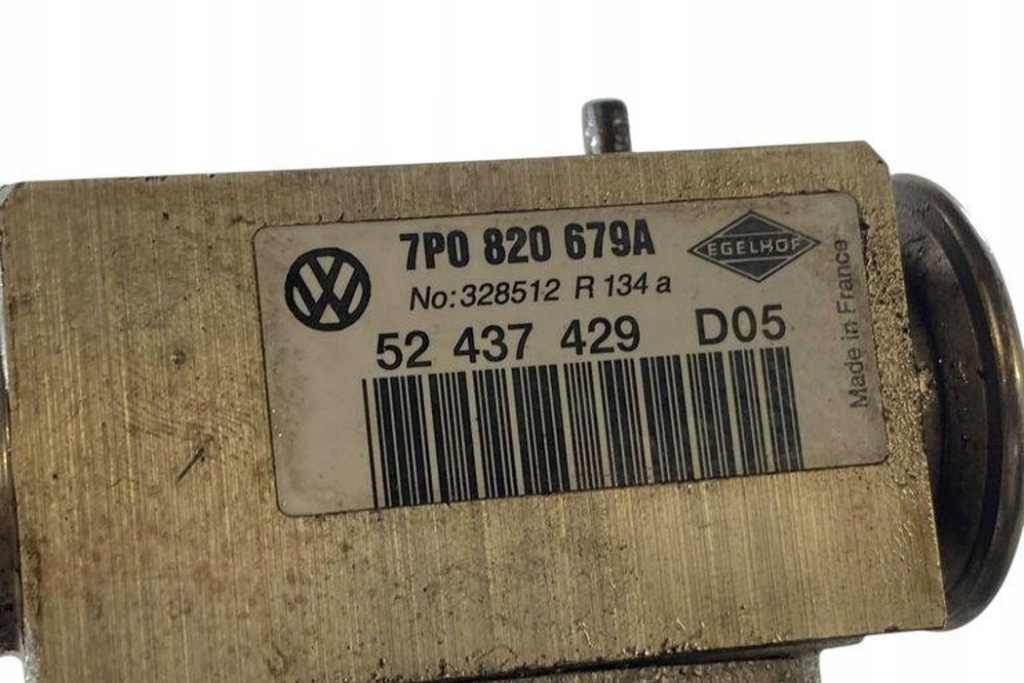 7P0 820 679A
EGELHOF
No:328512 R 134 a
52 437 429 D05
Made in France